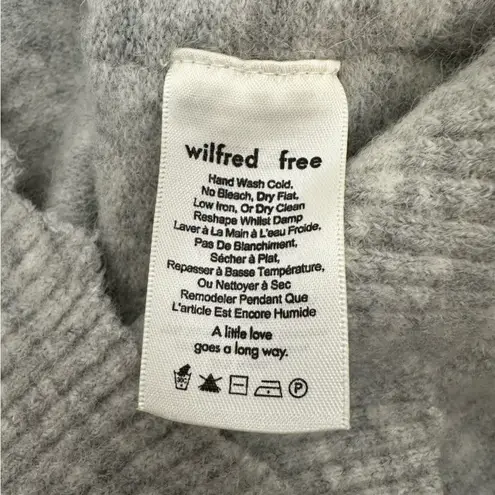 wilfred free
Hand Wash Cold,
No Bleach, Dry Flat,
Low Iron, Or Dry Clean
Reshape Whilst Damp
Laver à La Main à L'eau Froide,
Pas De Blanchiment,
Sécher à Plat,
Repasser à Basse Température,
Ou Nettoyer à Sec
Remodeler Pendant Que
L'article Est Encore Humide
A little love
goes a long way.
30°
P